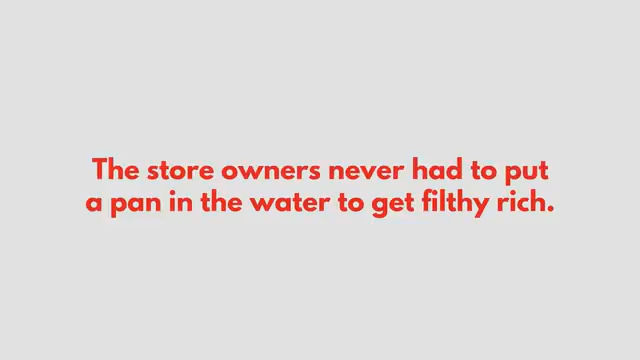 The store owners never had to put
a pan in the water to get filthy rich.